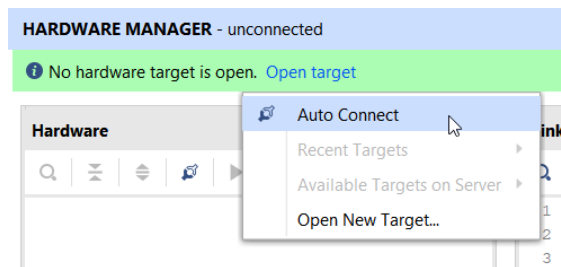 HARDWARE MANAGER - unconnected
No hardware target is open. Open target
Auto Connect
Hardware
Recent Targets
Available Targets on Server
Open New Target...
1
2
3